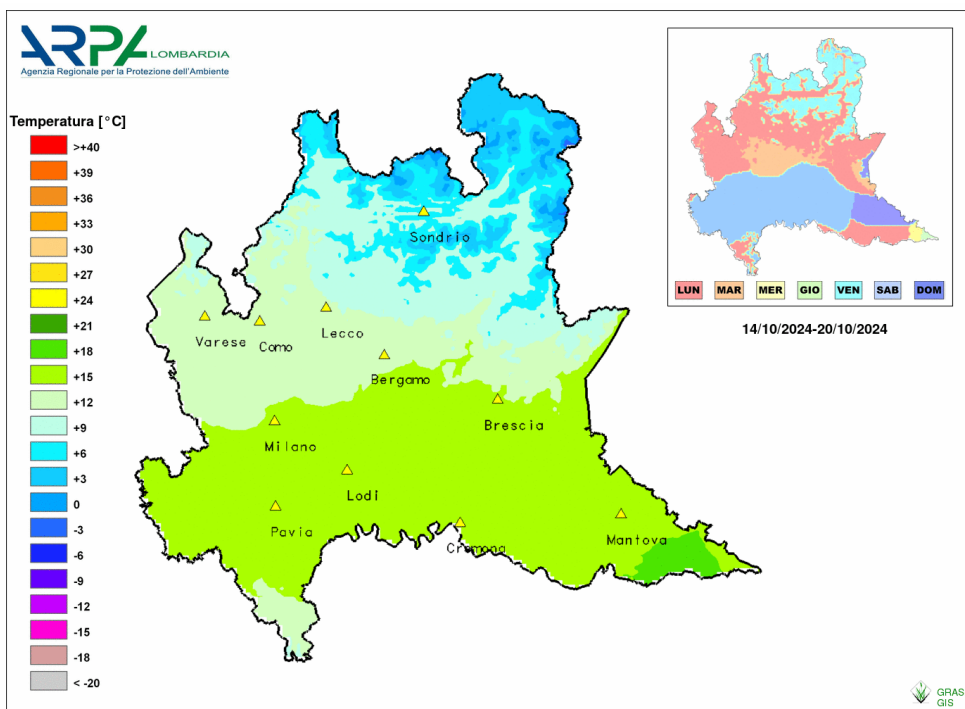 ARPA LOMBARDIA
Agenzia Regionale per la Protezione dell'Ambiente
Temperatura [°C]
>+40
+39
+36
+33
+30
+27
+24
+21
+18
+15
+12
+9
+6
+3
0
-3
-6
-9
-12
-15
-18
< -20
Sondrio
Varese
Como
Lecco
Bergamo
Brescia
Milano
Lodi
Pavia
Cremona
Mantova
LUN MAR MER GIO VEN SAB DOM
14/10/2024-20/10/2024
GRAS
GIS